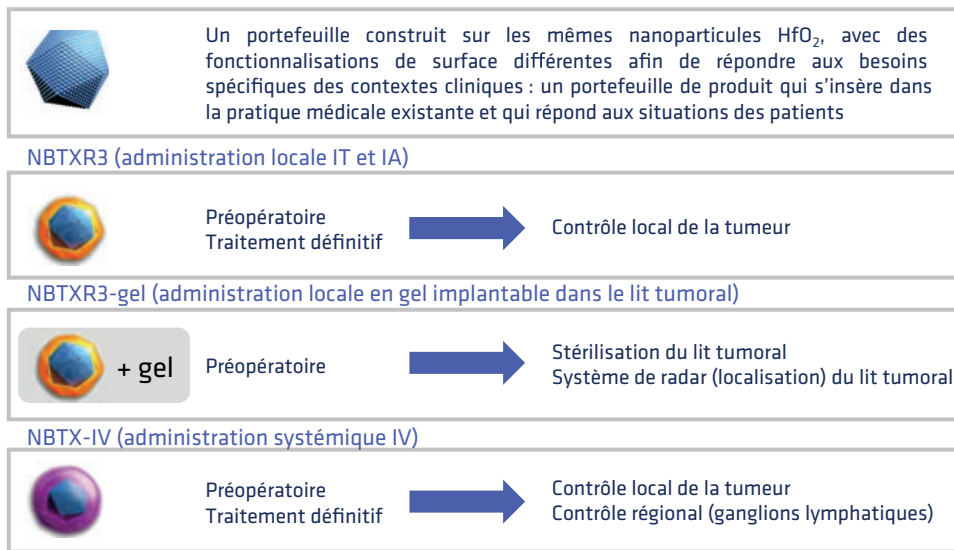 Un portefeuille construit sur les mêmes nanoparticules HfO₂, avec des
fonctionnalisations de surface différentes afin de répondre aux besoins
spécifiques des contextes cliniques : un portefeuille de produit qui s’insère dans
la pratique médicale existante et qui répond aux situations des patients
NBTXR3 (administration locale IT et IA)
Préopératoire
Traitement définitif
Contrôle local de la tumeur
NBTXR3-gel (administration locale en gel implantable dans le lit tumoral)
+ gel
Préopératoire
Stérilisation du lit tumoral
Système de radar (localisation) du lit tumoral
NBTX-IV (administration systémique IV)
Préopératoire
Traitement définitif
Contrôle local de la tumeur
Contrôle régional (ganglions lymphatiques)